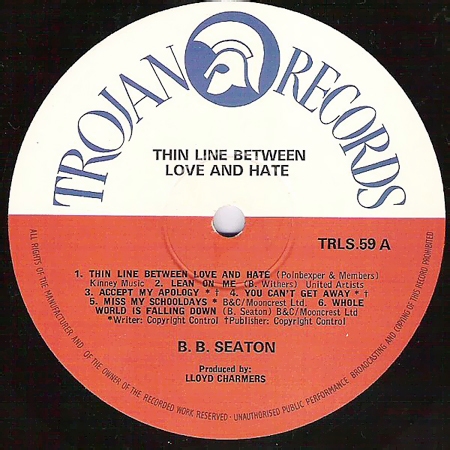 TROJAN RECORDS
THIN LINE BETWEEN
LOVE AND HATE
TRLS.59 A
1. THIN LINE BETWEEN LOVE AND HATE (Poinbexper & Members)
Kinney Music 2. LEAN ON ME (B. Withers) United Artists
3. ACCEPT MY APOLOGY * † 4. YOU CAN'T GET AWAY * †
5. MISS MY SCHOOLDAYS * B&C/Mooncrest Ltd. 6. WHOLE
WORLD IS FALLING DOWN (B. Seaton) B&C/Mooncrest Ltd
*Writer: Copyright Control †Publisher: Copyright Control
B. B. SEATON
Produced by:
LLOYD CHARMERS
ALL RIGHTS OF THE MANUFACTURER, AND OF THE OWNER OF THE RECORDED WORK RESERVED - UNAUTHORISED PUBLIC PERFORMANCE BROADCASTING AND COPYING OF THIS RECORD PROHIBITED